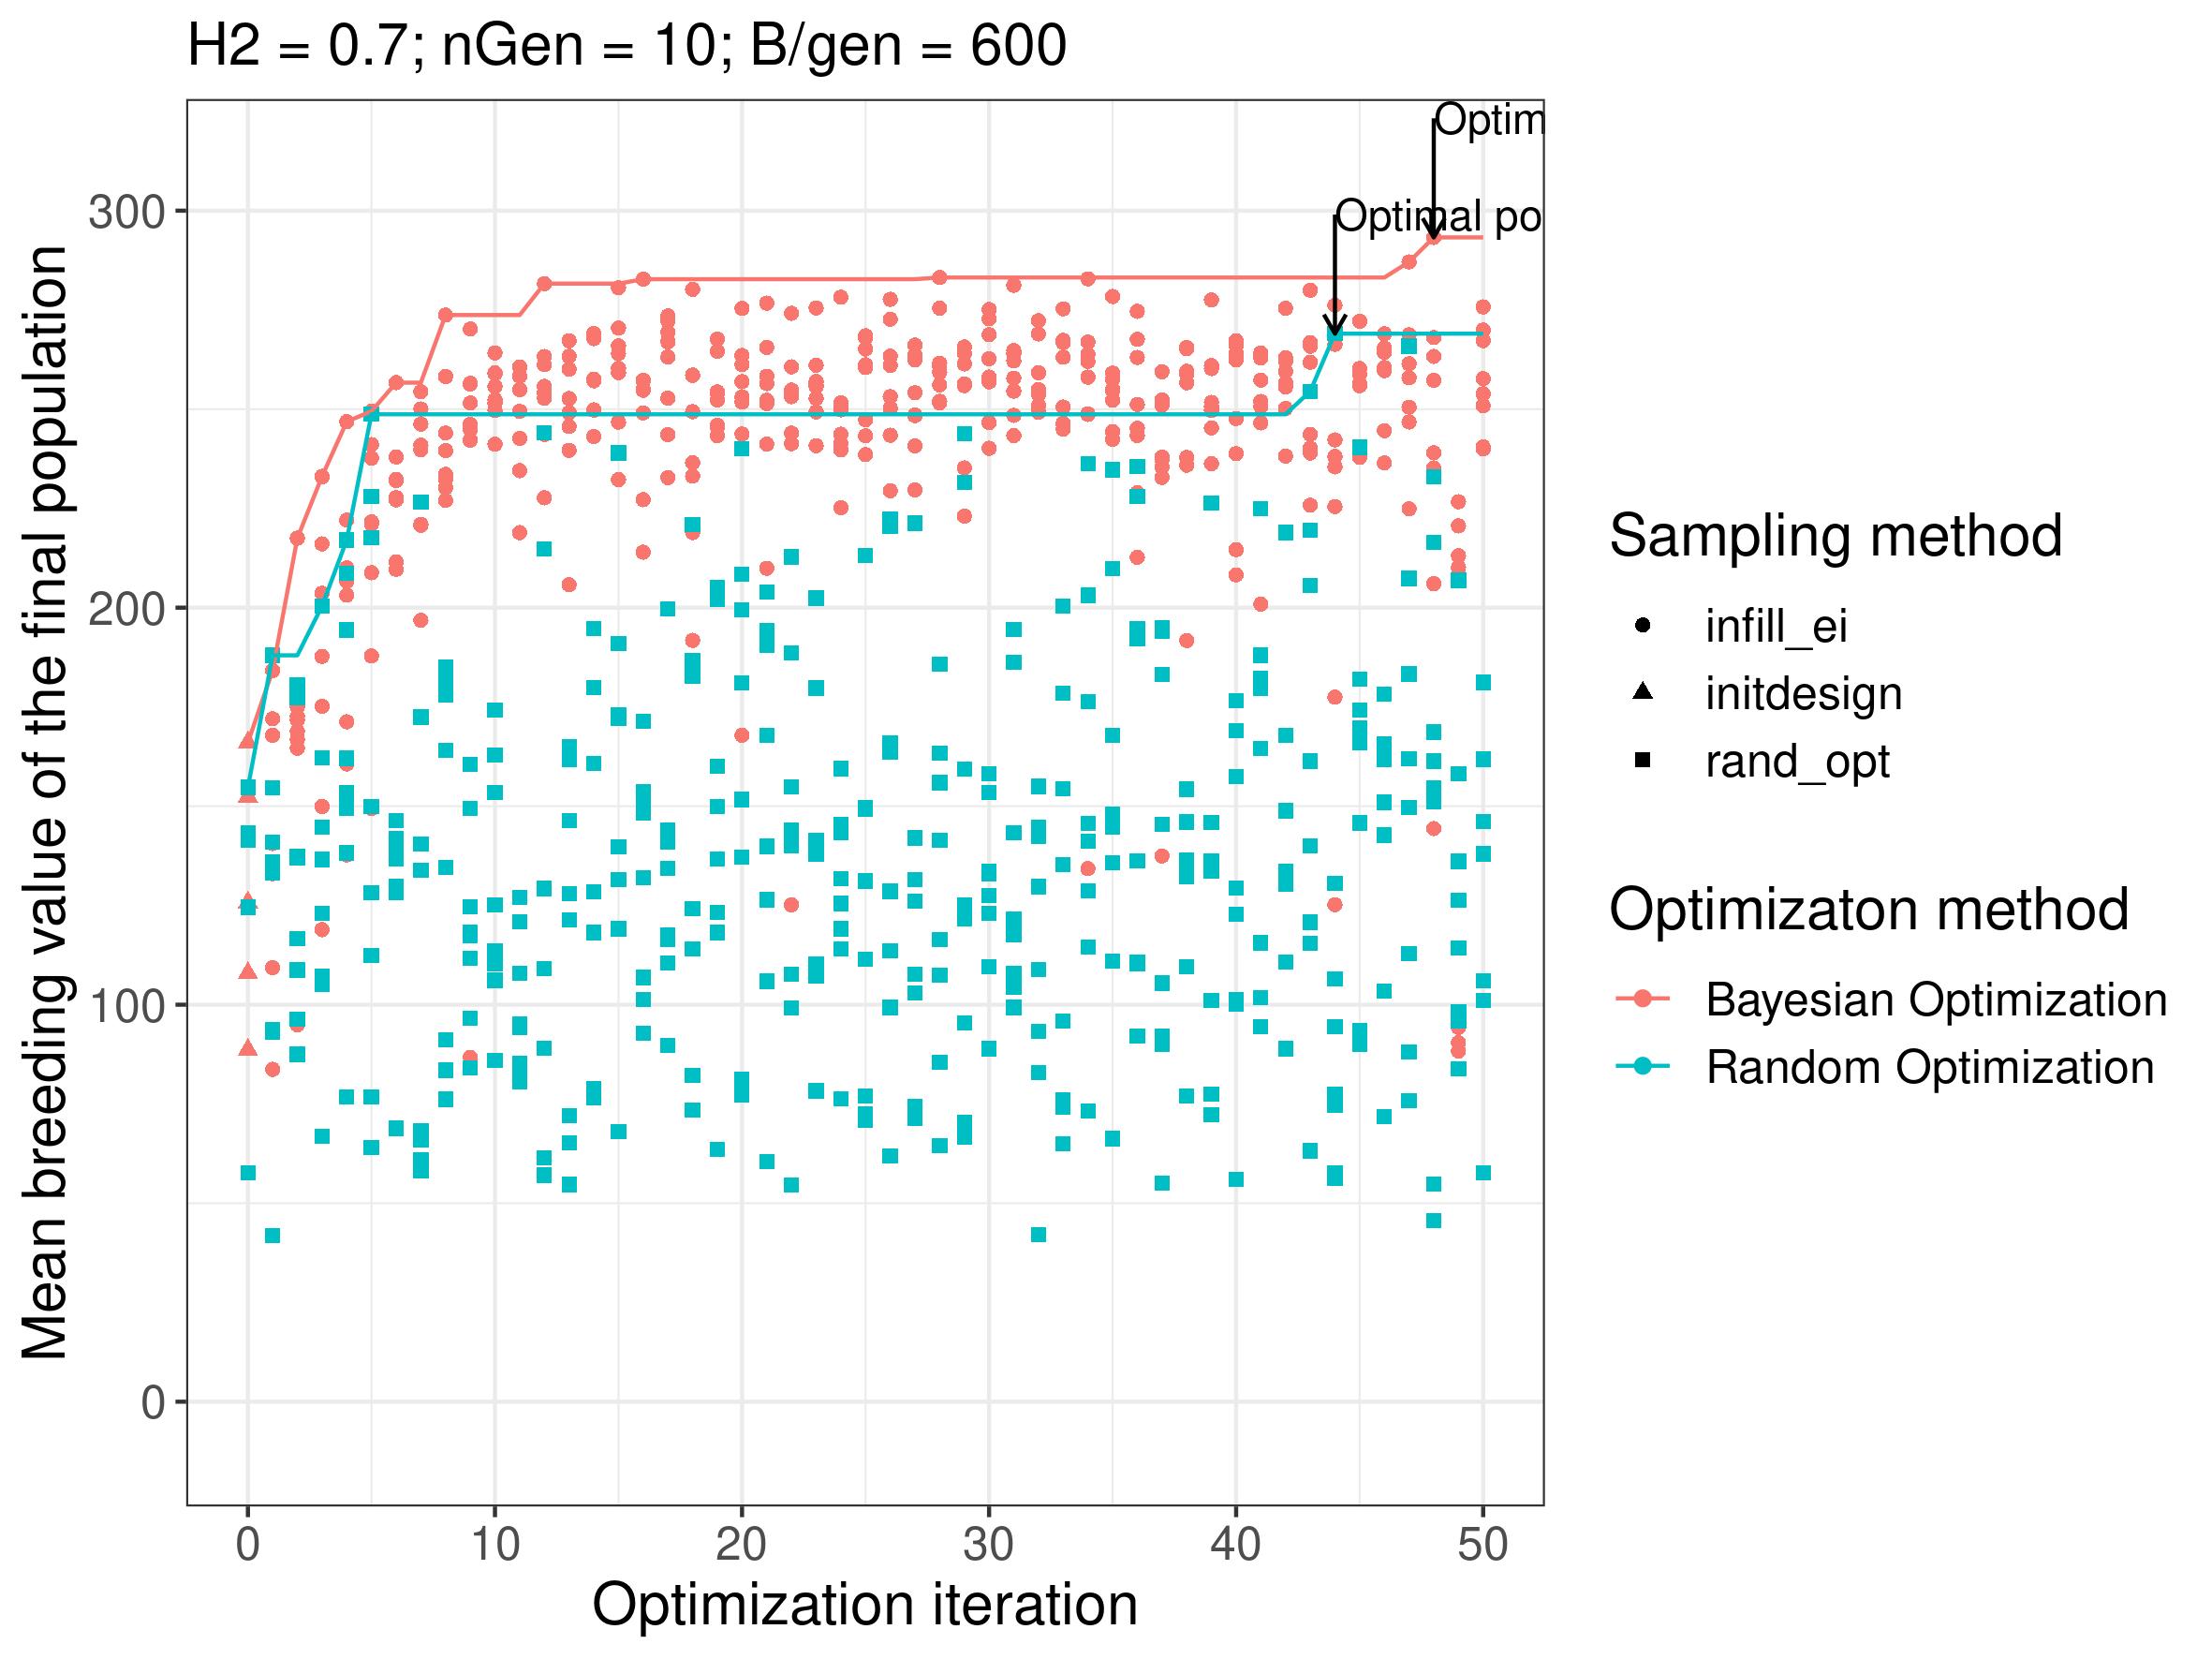 H2 = 0.7; nGen = 10; B/gen = 600
Mean breeding value of the final population
300
200
100
0
Optim
Optimal po
0 10 20 30 40 50
Optimization iteration
Sampling method
infill_ei
initdesign
rand_opt
Optimizaton method
Bayesian Optimization
Random Optimization